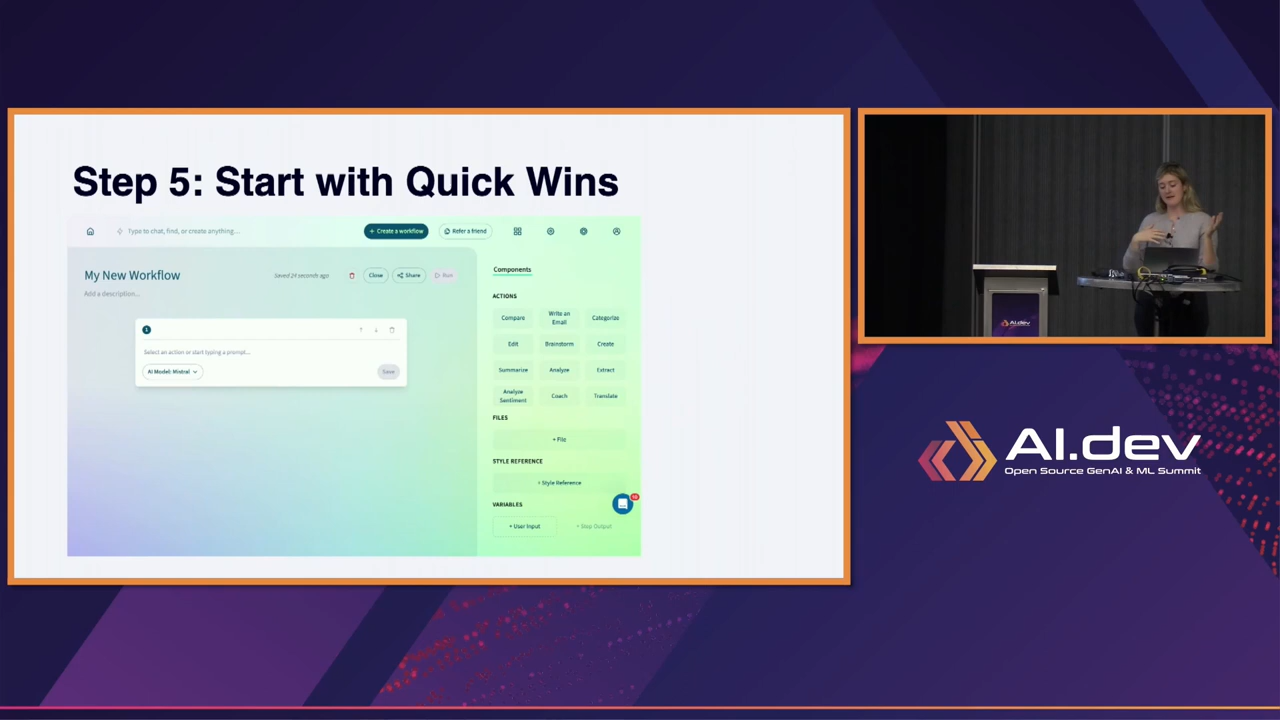 Step 5: Start with Quick Wins
Type to chat, find, or create anything...
+ Create a workflow
Refer a friend
My New Workflow
Saved 24 seconds ago
Close
Share
Run
Add a description...
1
Select an action or start typing a prompt...
AI Model: Mistral
Save
Components
ACTIONS
Compare
Write an
Email
Categorize
Edit
Brainstorm
Create
Summarize
Analyze
Extract
Analyze
Sentiment
Coach
Translate
FILES
+ File
STYLE REFERENCE
+ Style Reference
VARIABLES
+ User Input
+ Step Output
AI.dev
AI.dev
Open Source GenAI & ML Summit